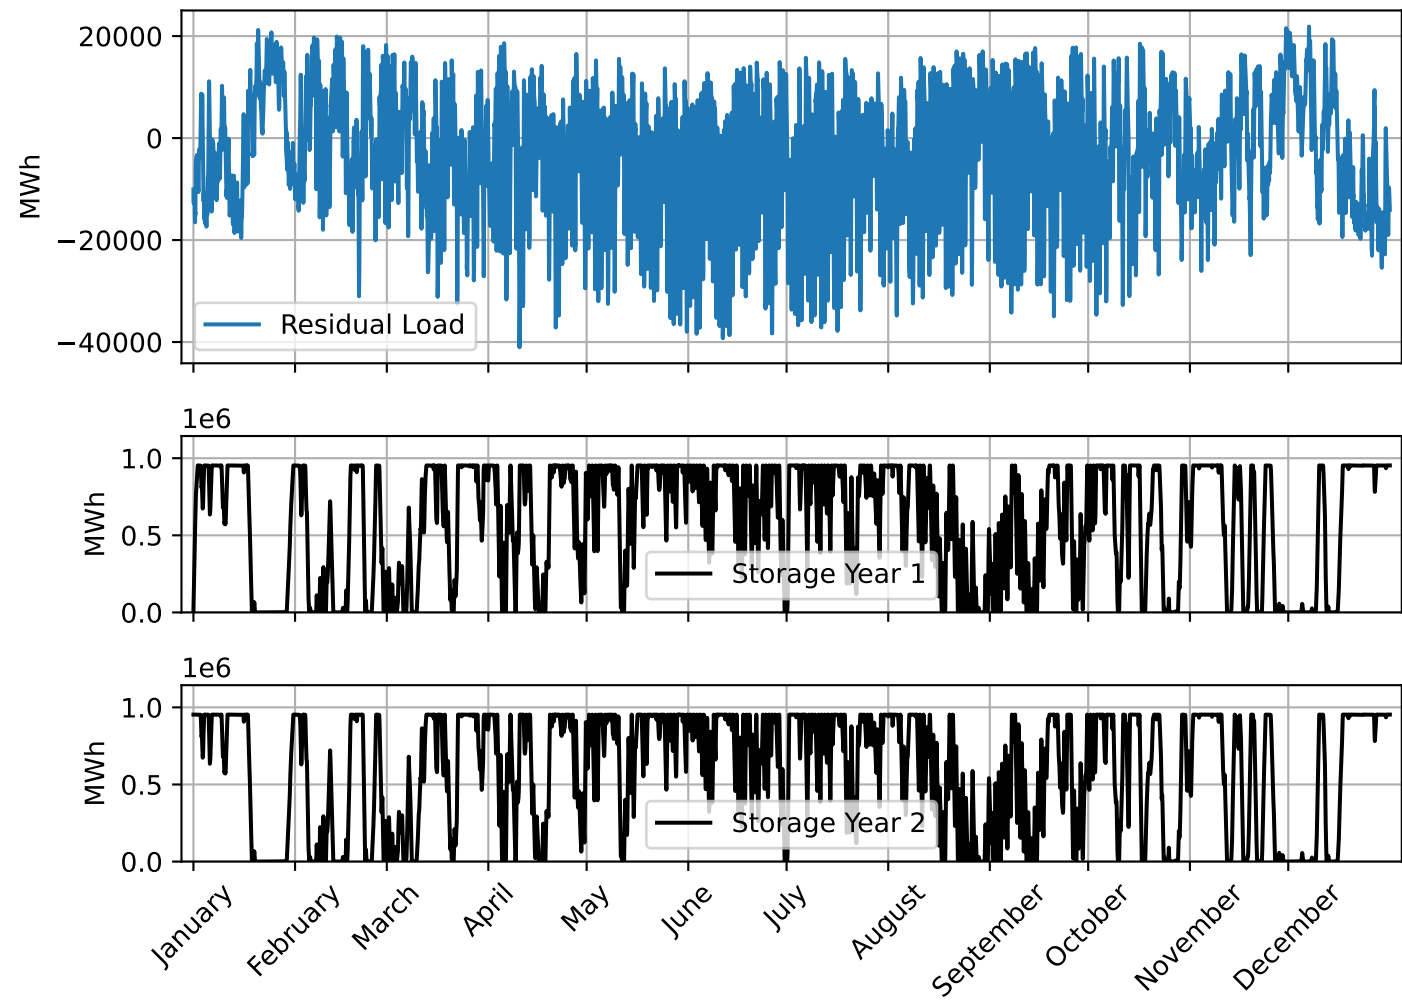 20000
0
−20000
−40000
MWh
Residual Load
1e6
1.0
0.5
0.0
MWh
Storage Year 1
1e6
1.0
0.5
0.0
MWh
Storage Year 2
January
February
March
April
May
June
July
August
September
October
November
December